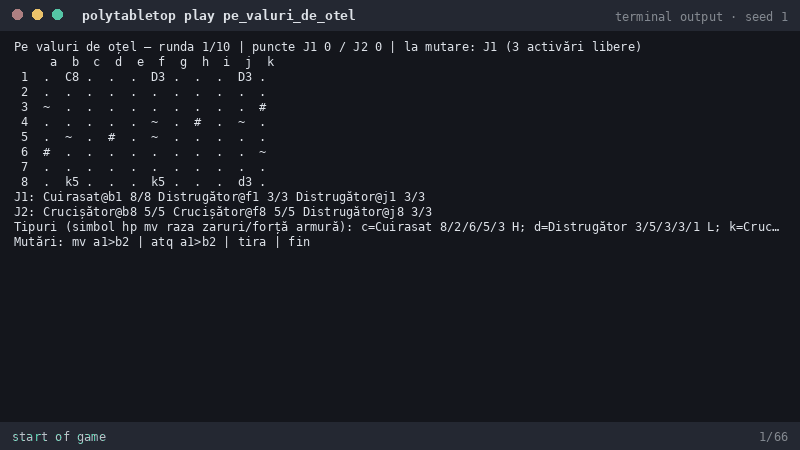 polytabletop play pe_valuri_de_otel
terminal output · seed 1
Pe valuri de oțel — runda 1/10 | puncte J1 0 / J2 0 | la mutare: J1 (3 activări libere)
a b c d e f g h i j k
1 . C8 . . . D3 . . . D3 .
2 . . . . . . . . . . .
3 ~ . . . . . . . . . #
4 . . . . . ~ . # . ~ .
5 . ~ . # . ~ . . . . .
6 # . . . . . . . . . ~
7 . . . . . . . . . . .
8 . k5 . . . k5 . . . d3 .
J1: Cuirasat@b1 8/8 Distrugător@f1 3/3 Distrugător@j1 3/3
J2: Crucișător@b8 5/5 Crucișător@f8 5/5 Distrugător@j8 3/3
Tipuri (simbol hp mv raza zaruri/forță armură): c=Cuirasat 8/2/6/5/3 H; d=Distrugător 3/5/3/3/1 L; k=Cruc…
Mutări: mv a1>b2 | atq a1>b2 | tira | fin
start of game
1/66